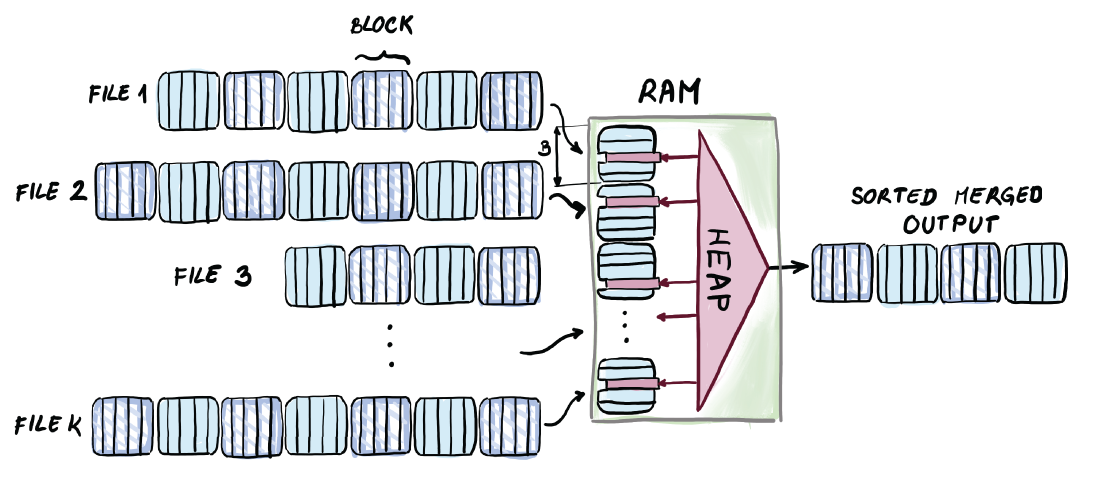 BLOCK
FILE 1
RAM
FILE 2
SORTED MERGED
OUTPUT
HEAP
FILE 3
FILE K